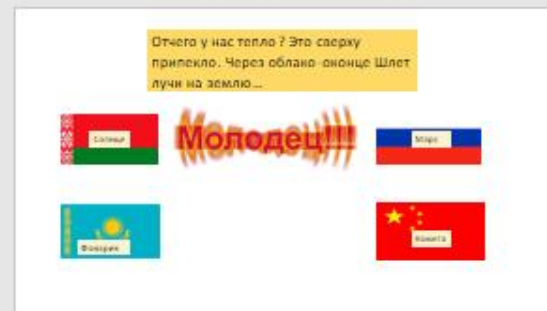 Отчего у нас тепло? Это сверху
припекло. Через облако-оконце Шлет
лучи на землю...
Солнце
Молодец!!!
Марс
Фонарик
Комета